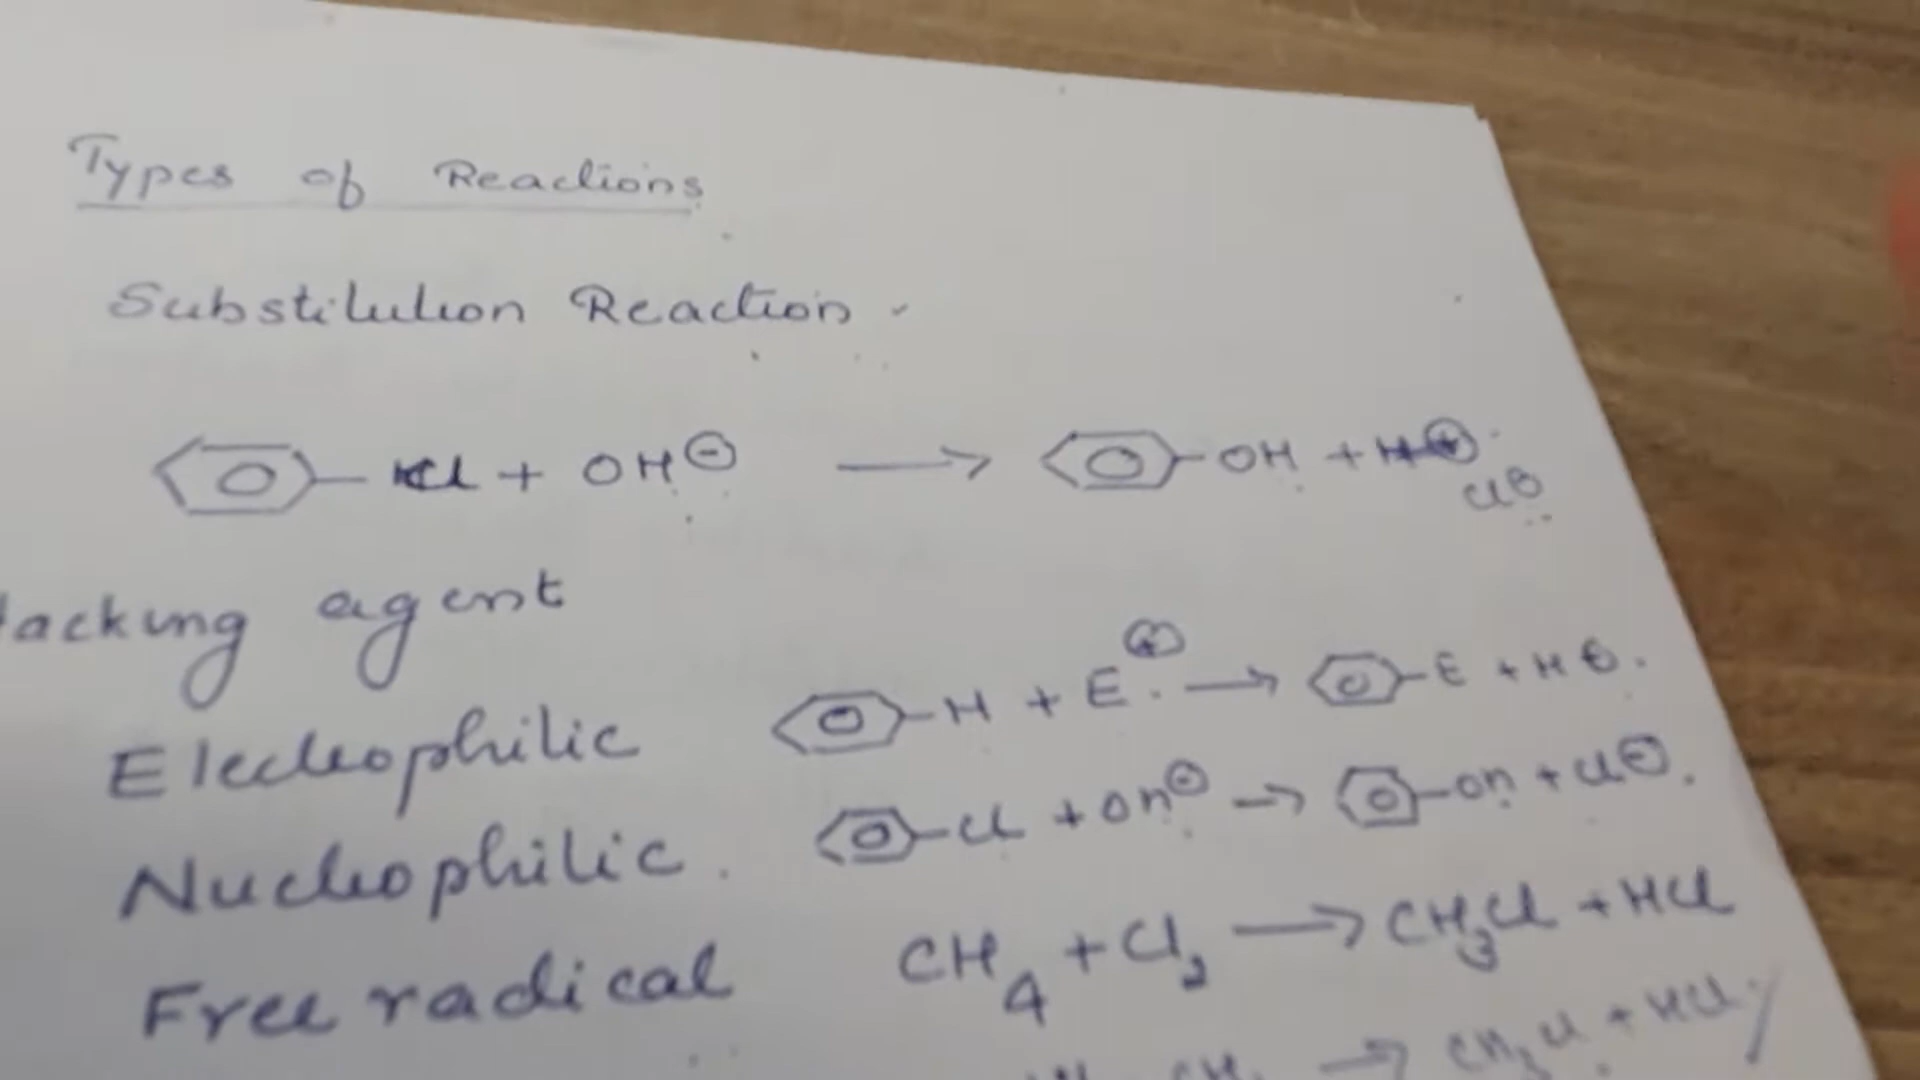 Types of Reactions
Substitution Reaction
Cl + OH⊖ → OH + Cl⊖
agent
Electrophilic H + E⊕ → E + H⊕
Nucleophilic. Cl + OH⊖ → OH + Cl⊖.
Free radical CH4 + Cl2 → CH3Cl + HCl
→ CH3Cl + HCl